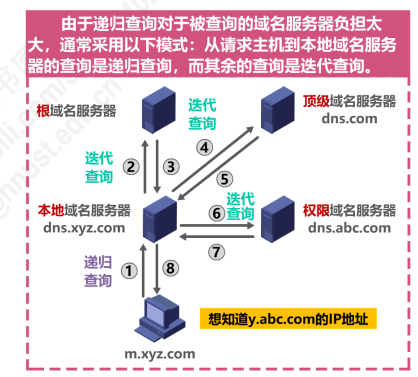 由于递归查询对于被查询的域名服务器负担太
大，通常采用以下模式：从请求主机到本地域名服务
器的查询是递归查询，而其余的查询是迭代查询。
根域名服务器
迭代
查询
顶级域名服务器
dns.com
迭代
查询
②
③
④
⑤
本地域名服务器
dns.xyz.com
迭代
查询
⑥
⑦
权限域名服务器
dns.abc.com
递归
查询
①
⑧
想知道y.abc.com的IP地址
m.xyz.com